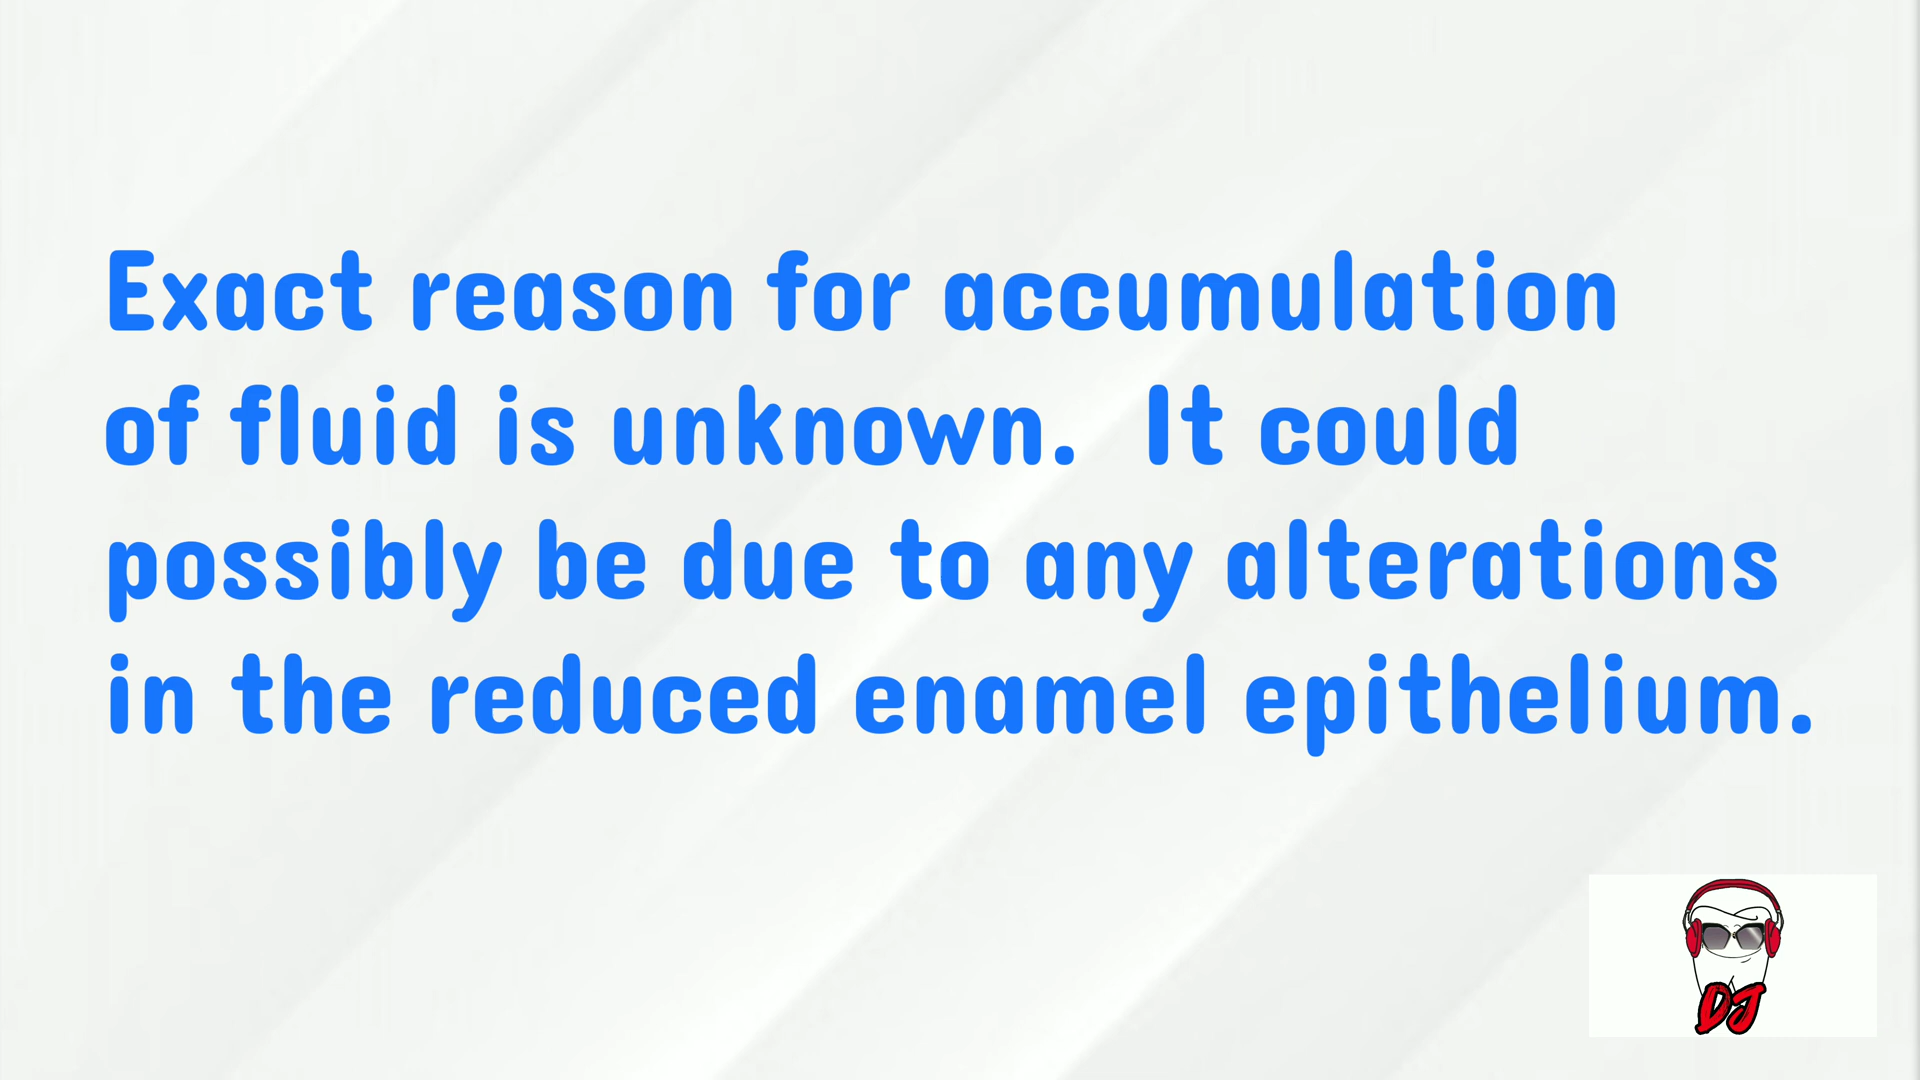 Exact reason for accumulation
of fluid is unknown.  It could
possibly be due to any alterations
in the reduced enamel epithelium.
DJ